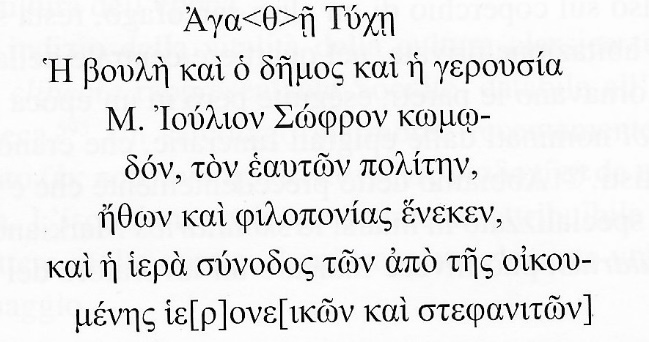 Ἀγα<θ>ῇ Τύχῃ
Ἡ βουλὴ καὶ ὁ δῆμος καὶ ἡ γερουσία
Μ. Ἰούλιον Σώφρον κωμῳ-
δόν, τὸν ἑαυτῶν πολίτην,
ἤθων καὶ φιλοπονίας ἕνεκεν,
καὶ ἡ ἱερὰ σύνοδος τῶν ἀπὸ τῆς οἰκου-
μένης ἱε[ρ]ονε[ικῶν καὶ στεφανιτῶν]